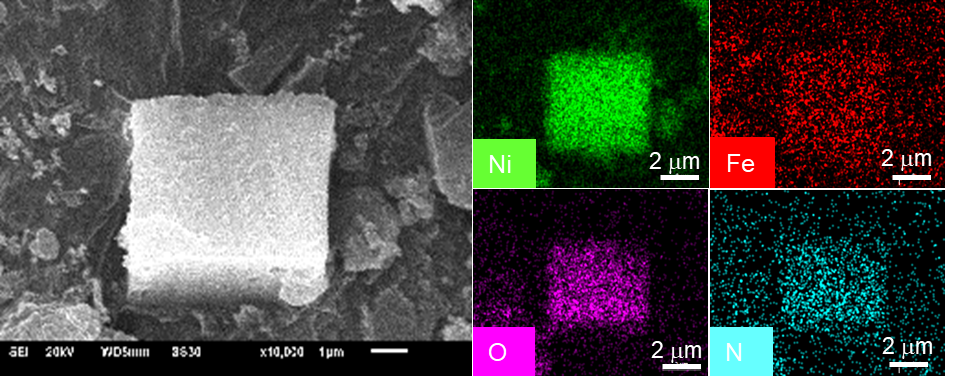 SEI 20kV WD5mm SS30 x10,000 1μm
Ni 2 μm
Fe 2 μm
O 2 μm
N 2 μm